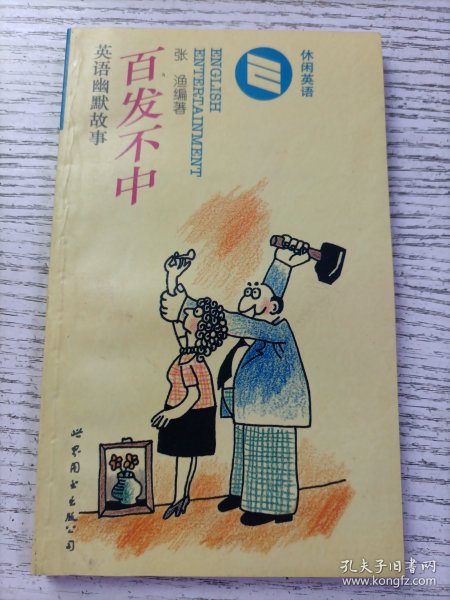 休闲英语
ENGLISH
ENTERTAINMENT
张 渔编著
百发不中
英语幽默故事
世界图书出版公司
孔夫子旧书网
www.kongfz.com